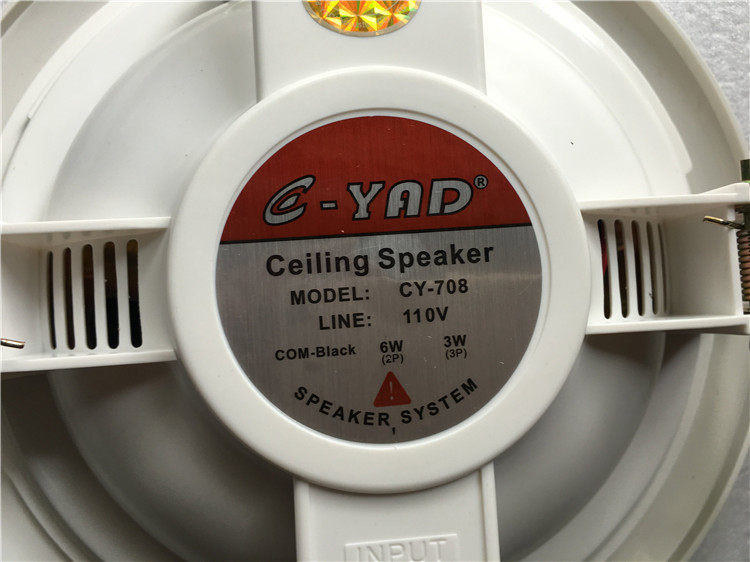 C-YAD®
Ceiling Speaker
MODEL: CY-708
LINE: 110V
COM-Black 6W 3W
(2P) (3P)
SPEAKER, SYSTEM
INPUT